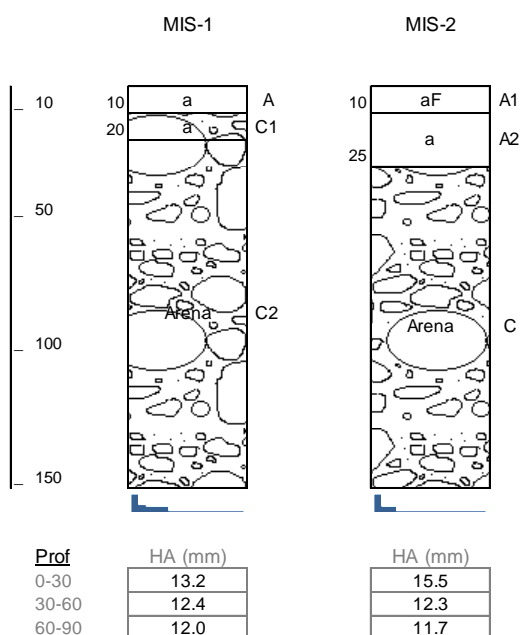 MIS-1 MIS-2
_ 10 10 a A 10 aF A1
20 a C1 a A2
25
_ 50
Arena C2 Arena C
_ 100
_ 150
Prof HA (mm) HA (mm)
0-30 13.2 15.5
30-60 12.4 12.3
60-90 12.0 11.7